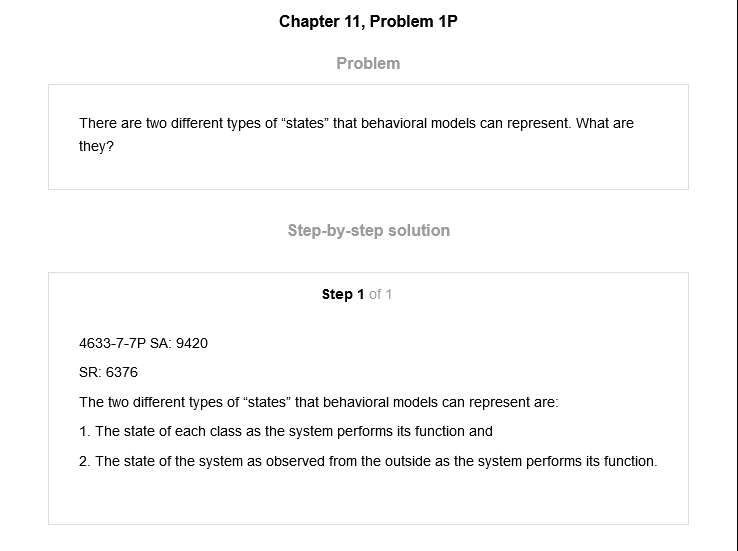 Chapter 11, Problem 1P
Problem
There are two different types of “states” that behavioral models can represent. What are
they?
Step-by-step solution
Step 1 of 1
4633-7-7P SA: 9420
SR: 6376
The two different types of “states” that behavioral models can represent are:
1. The state of each class as the system performs its function and
2. The state of the system as observed from the outside as the system performs its function.